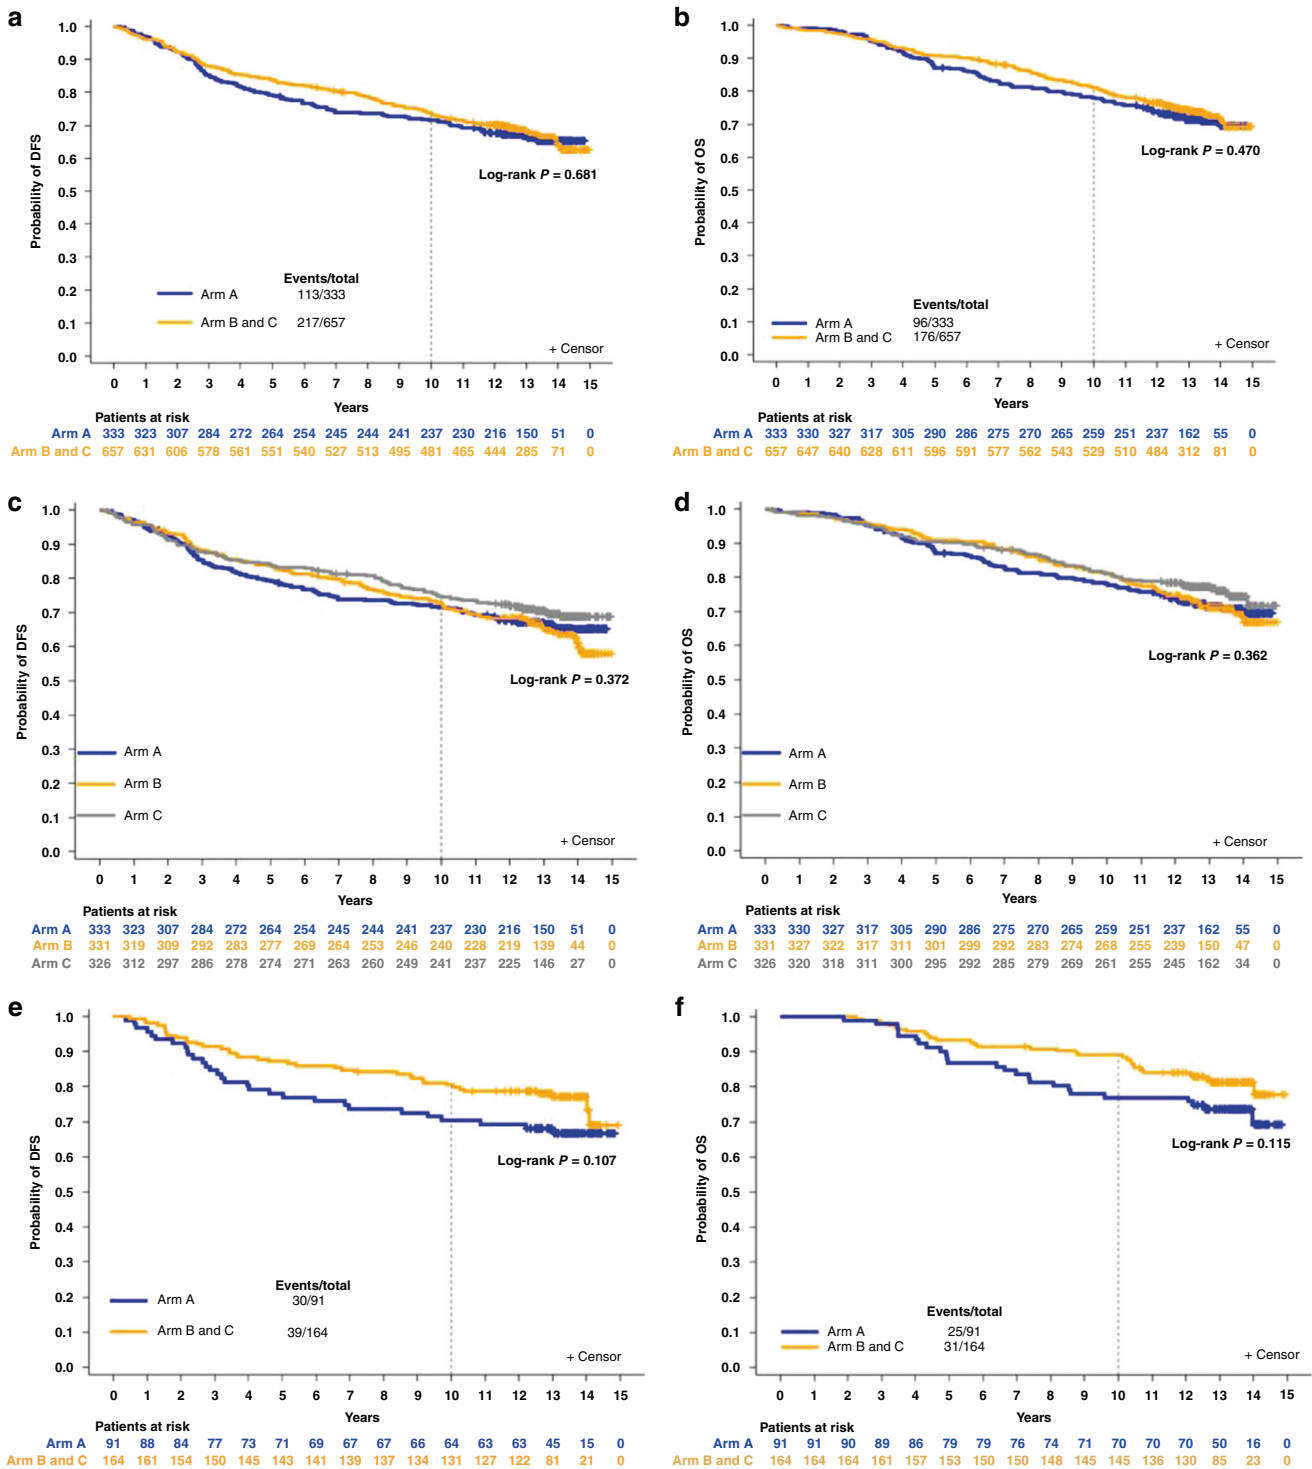 a
1.0
0.9
0.8
0.7
0.6
0.5
0.4
0.3
0.2
0.1
0.0
Probability of DFS
Log-rank P = 0.681
Events/total
Arm A 113/333
Arm B and C 217/657
+ Censor
0 1 2 3 4 5 6 7 8 9 10 11 12 13 14 15
Years
Patients at risk
Arm A 333 323 307 284 272 264 254 245 244 241 237 230 216 150 51 0
Arm B and C 657 631 606 578 561 551 540 527 513 495 481 465 444 285 71 0
b
1.0
0.9
0.8
0.7
0.6
0.5
0.4
0.3
0.2
0.1
0.0
Probability of OS
Log-rank P = 0.470
Events/total
Arm A 96/333
Arm B and C 176/657
+ Censor
0 1 2 3 4 5 6 7 8 9 10 11 12 13 14 15
Years
Patients at risk
Arm A 333 330 327 317 305 290 286 275 270 265 259 251 237 162 55 0
Arm B and C 657 647 640 628 611 596 591 577 562 543 529 510 484 312 81 0
c
1.0
0.9
0.8
0.7
0.6
0.5
0.4
0.3
0.2
0.1
0.0
Probability of DFS
Log-rank P = 0.372
Arm A
Arm B
Arm C
+ Censor
0 1 2 3 4 5 6 7 8 9 10 11 12 13 14 15
Years
Patients at risk
Arm A 333 323 307 284 272 264 254 245 244 241 237 230 216 150 51 0
Arm B 331 319 309 292 283 277 269 264 253 246 240 228 219 139 44 0
Arm C 326 312 297 286 278 274 271 263 260 249 241 237 225 146 27 0
d
1.0
0.9
0.8
0.7
0.6
0.5
0.4
0.3
0.2
0.1
0.0
Probability of OS
Log-rank P = 0.362
Arm A
Arm B
Arm C
+ Censor
0 1 2 3 4 5 6 7 8 9 10 11 12 13 14 15
Years
Patients at risk
Arm A 333 330 327 317 305 290 286 275 270 265 259 251 237 162 55 0
Arm B 331 327 322 317 311 301 299 292 283 274 268 255 239 150 47 0
Arm C 326 320 318 311 300 295 292 285 279 269 261 255 245 162 34 0
e
1.0
0.9
0.8
0.7
0.6
0.5
0.4
0.3
0.2
0.1
0.0
Probability of DFS
Log-rank P = 0.107
Events/total
Arm A 30/91
Arm B and C 39/164
+ Censor
0 1 2 3 4 5 6 7 8 9 10 11 12 13 14 15
Years
Patients at risk
Arm A 91 88 84 77 73 71 69 67 67 66 64 63 63 45 15 0
Arm B and C 164 161 154 150 145 143 141 139 137 134 131 127 122 81 21 0
f
1.0
0.9
0.8
0.7
0.6
0.5
0.4
0.3
0.2
0.1
0.0
Probability of OS
Log-rank P = 0.115
Events/total
Arm A 25/91
Arm B and C 31/164
+ Censor
0 1 2 3 4 5 6 7 8 9 10 11 12 13 14 15
Years
Patients at risk
Arm A 91 91 90 89 86 79 79 76 74 71 70 70 70 50 16 0
Arm B and C 164 164 164 161 157 153 150 150 148 145 145 136 130 85 23 0